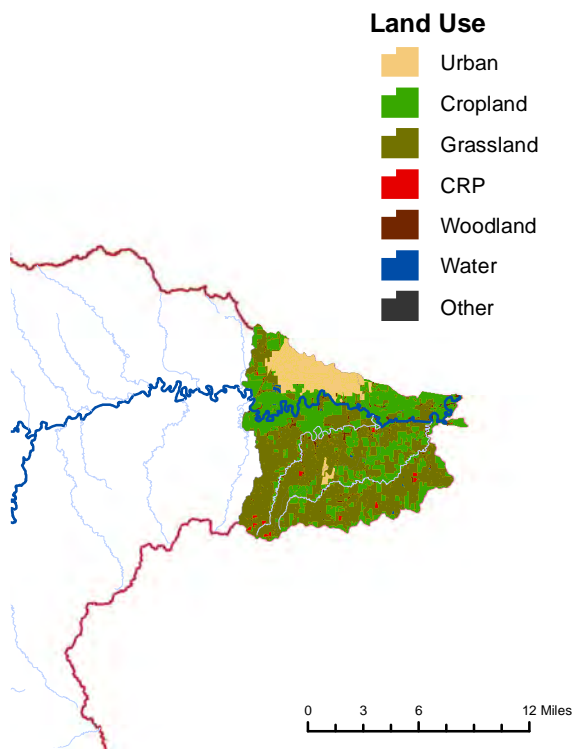 Land Use
Urban
Cropland
Grassland
CRP
Woodland
Water
Other
0 3 6 12 Miles